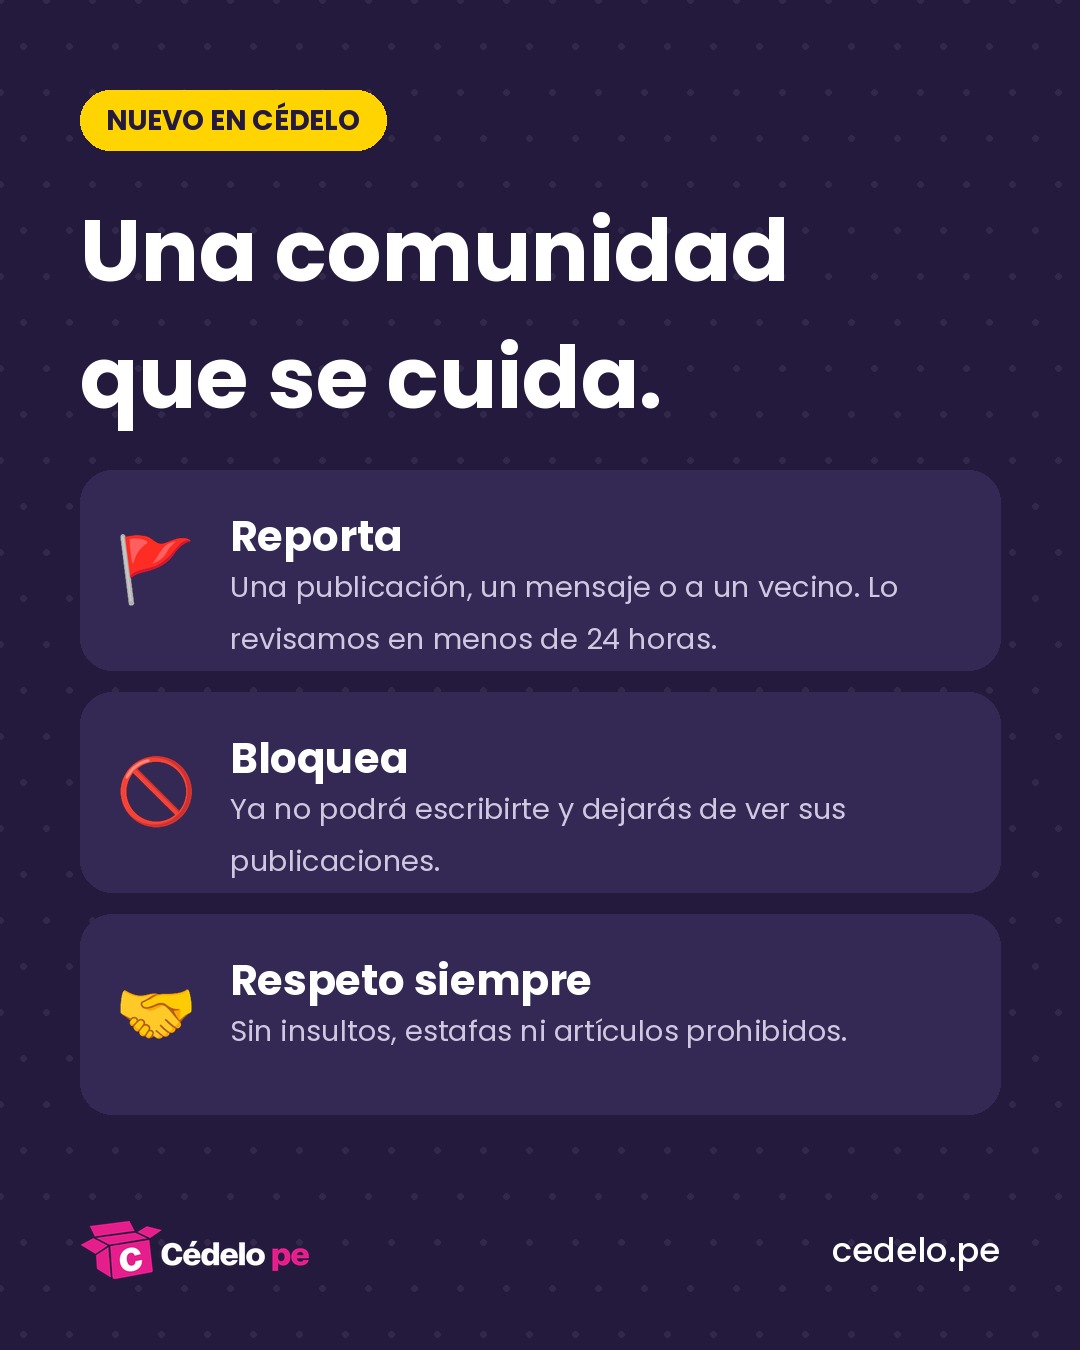 NUEVO EN CÉDELO
Una comunidad
que se cuida.
Reporta
Una publicación, un mensaje o a un vecino. Lo
revisamos en menos de 24 horas.
Bloquea
Ya no podrá escribirte y dejarás de ver sus
publicaciones.
Respeto siempre
Sin insultos, estafas ni artículos prohibidos.
C Cédelo pe
cedelo.pe